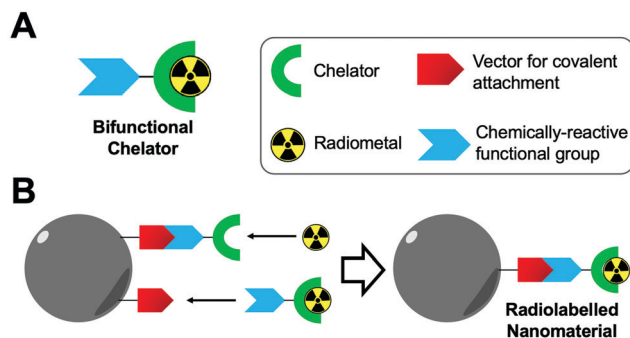 A
Bifunctional
Chelator
Chelator
Vector for covalent
attachment
Radiometal
Chemically-reactive
functional group
B
Radiolabelled
Nanomaterial